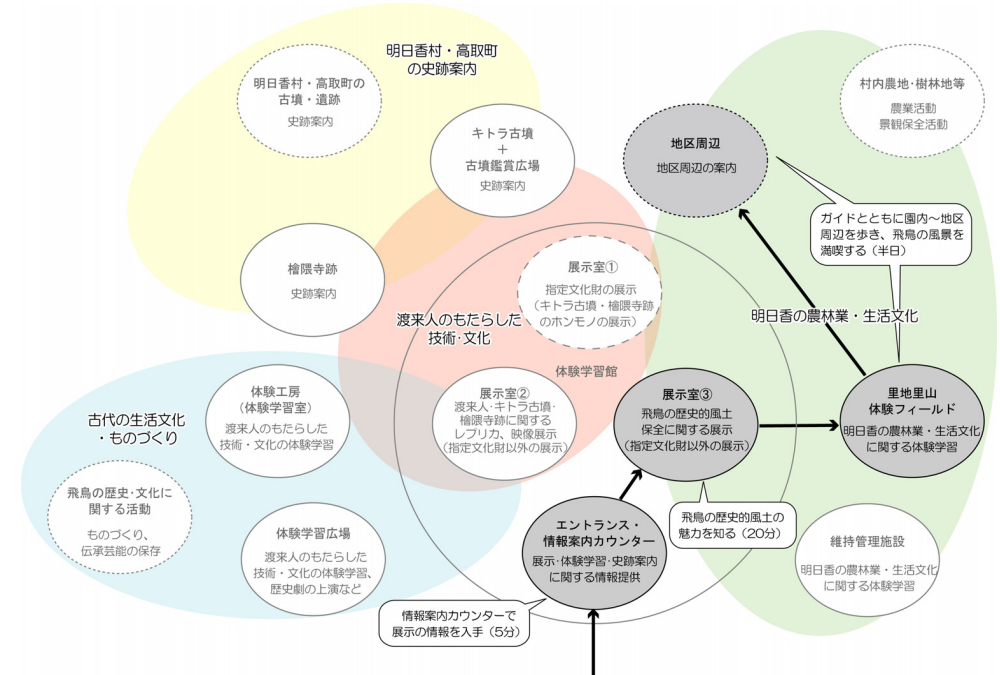 明日香村・高取町
の史跡案内
明日香村・高取町の
古墳・遺跡
史跡案内
キトラ古墳
＋
古墳鑑賞広場
史跡案内
檜隈寺跡
史跡案内
地区周辺
地区周辺の案内
村内農地・樹林地等
農業活動
景観保全活動
ガイドとともに園内～地区
周辺を歩き、飛鳥の風景を
満喫する（半日）
展示室①
指定文化財の展示
（キトラ古墳・檜隈寺跡
のホンモノの展示）
渡来人のもたらした
技術・文化
明日香の農林業・生活文化
体験学習館
展示室②
渡来人・キトラ古墳・
檜隈寺跡に関する
レプリカ、映像展示
（指定文化財以外の展示）
展示室③
飛鳥の歴史的風土
保全に関する展示
（指定文化財以外の展示）
里地里山
体験フィールド
明日香の農林業・生活文化
に関する体験学習
古代の生活文化
・ものづくり
体験工房
（体験学習室）
渡来人のもたらした
技術・文化の体験学習
飛鳥の歴史・文化に
関する活動
ものづくり、
伝承芸能の保存
体験学習広場
渡来人のもたらした
技術・文化の体験学習、
歴史劇の上演など
エントランス・
情報案内カウンター
展示・体験学習・史跡案内
に関する情報提供
飛鳥の歴史的風土の
魅力を知る（20分）
維持管理施設
明日香の農林業・生活文化
に関する体験学習
情報案内カウンターで
展示の情報を入手（5分）